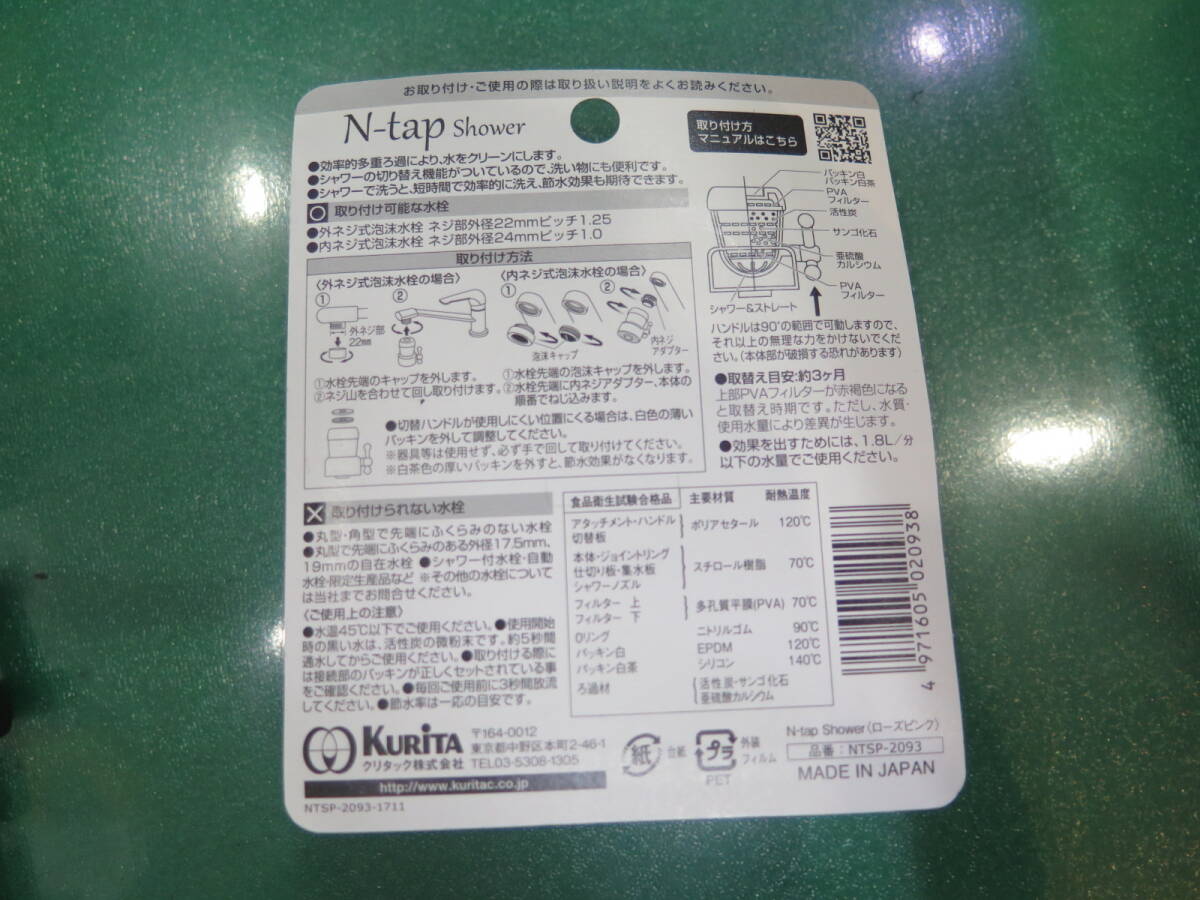 お取り付け・ご使用の際は取り扱い説明をよくお読みください。
N-tap Shower
取り付け方
マニュアルはこちら
●効率的多重ろ過により、水をクリーンにします。
●シャワーの切り替え機能がついているので、洗い物にも便利です。
●シャワーで洗うと、短時間で効率的に洗え、節水効果も期待できます。
○ 取り付け可能な水栓
●外ネジ式泡沫水栓 ネジ部外径22mmピッチ1.25
●内ネジ式泡沫水栓 ネジ部外径24mmピッチ1.0
取り付け方法
〈外ネジ式泡沫水栓の場合〉
① ②
外ネジ部
22mm
①水栓先端のキャップを外します。
②ネジ山を合わせて回し取り付けます。
〈内ネジ式泡沫水栓の場合〉
① ②
泡沫キャップ
内ネジ
アダプター
①水栓先端の泡沫キャップを外します。
②水栓先端に内ネジアダプター、本体の
順番でねじ込みます。
●切替ハンドルが使用しにくい位置にくる場合は、白色の薄い
パッキンを外して調整してください。
※器具等は使用せず、必ず手で回して取り付けてください。
※白茶色の厚いパッキンを外すと、節水効果がなくなります。
パッキン白
パッキン白茶
PVA
フィルター
活性炭
サンゴ化石
亜硫酸
カルシウム
PVA
フィルター
シャワー&ストレート
ハンドルは90°の範囲で可動しますので、
それ以上の無理な力をかけないでくだ
さい。(本体部が破損する恐れがあります)
●取替え目安:約3ヶ月
上部PVAフィルターが赤褐色になる
と取替え時期です。ただし、水質・
使用水量により差異が生じます。
●効果を出すためには、1.8L/分
以下の水量でご使用ください。
× 取り付けられない水栓
●丸型・角型で先端にふくらみのない水栓
●丸型で先端にふくらみのある外径17.5mm、
19mmの自在水栓 ●シャワー付水栓・自動
水栓・限定生産品など ※その他の水栓について
は当社までお問合せください。
〈ご使用上の注意〉
●水温45℃以下でご使用ください。●使用開始
時の黒い水は、活性炭の微粉末です。約5秒間
通水してからご使用ください。●取り付ける際に
は接続部のパッキンが正しくセットされている事
をご確認ください。●毎回ご使用前に3秒間放流
してください。●節水率は一応の目安です。
食品衛生試験合格品 主要材質 耐熱温度
アタッチメント・ハンドル
切替板 ポリアセタール 120℃
本体・ジョイントリング
仕切り板・集水板
シャワーノズル スチロール樹脂 70℃
フィルター 上
フィルター 下 多孔質平膜(PVA) 70℃
Oリング ニトリルゴム 90℃
パッキン白 EPDM 120℃
パッキン白茶 シリコン 140℃
ろ過材 活性炭・サンゴ化石
亜硫酸カルシウム
4 971605 020938
KURITA
クリタック株式会社
〒164-0012
東京都中野区本町2-46-1
TEL03-5308-1305
http://www.kuritac.co.jp
NTSP-2093-1711
紙 台紙
プラ 外装
フィルム
PET
N-tap Shower(ローズピンク)
品番:NTSP-2093
MADE IN JAPAN